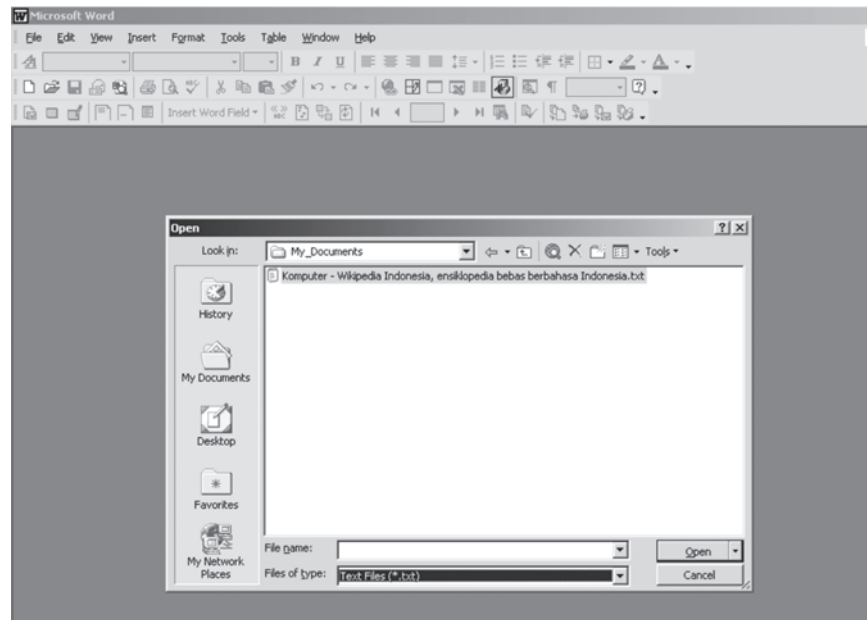 Microsoft Word
File Edit View Insert Format Tools Table Window Help
B I U A
Insert Word Field
Open
Look in: My_Documents Tools
Komputer - Wikipedia Indonesia, ensiklopedia bebas berbahasa Indonesia.txt
History
My Documents
Desktop
Favorites
My Network
Places
File name: Open
Files of type: Text Files (*.txt) Cancel